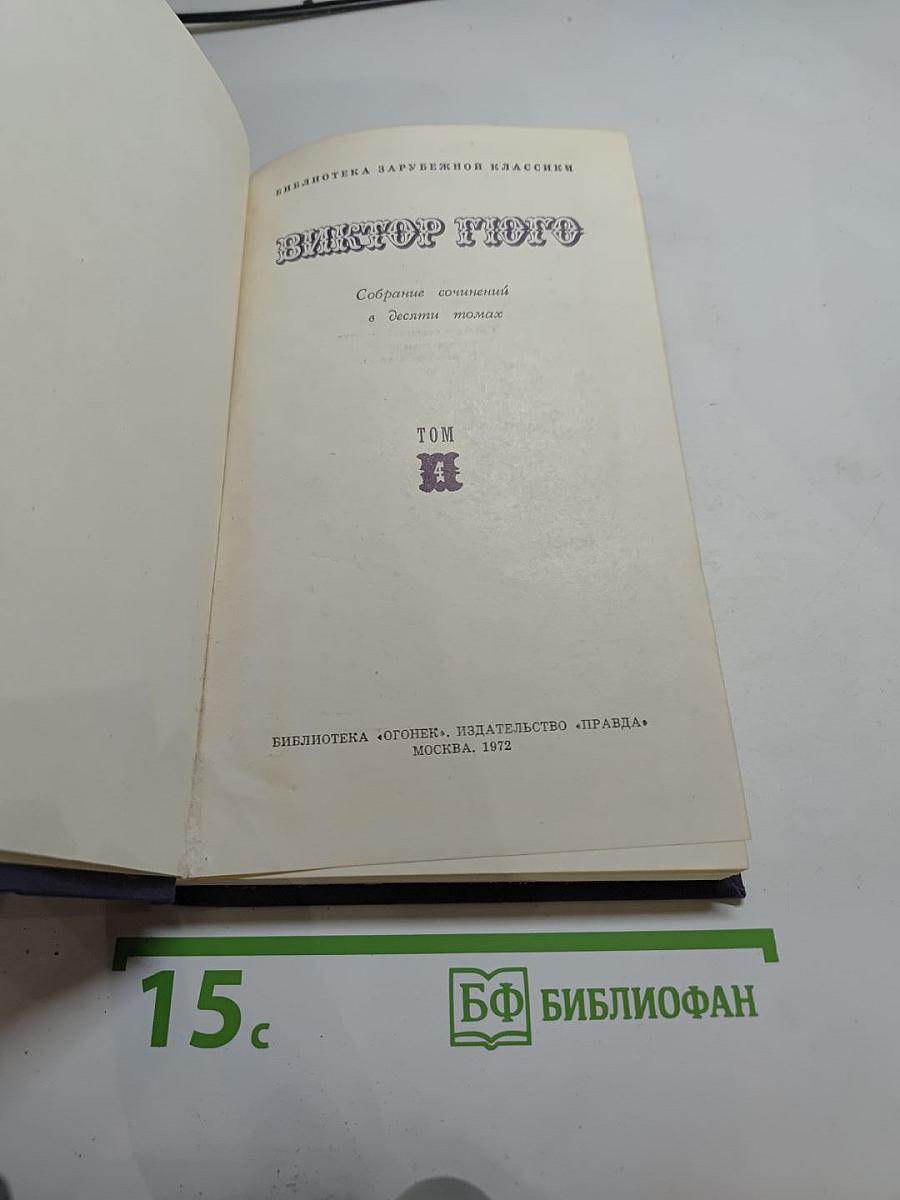 БИБЛИОТЕКА ЗАРУБЕЖНОЙ КЛАССИКИ
ВИКТОР ГЮГО
Собрание сочинений
в десяти томах
ТОМ
4
БИБЛИОТЕКА «ОГОНЕК». ИЗДАТЕЛЬСТВО «ПРАВДА»
МОСКВА. 1972
15 с
БФ БИБЛИОФАН